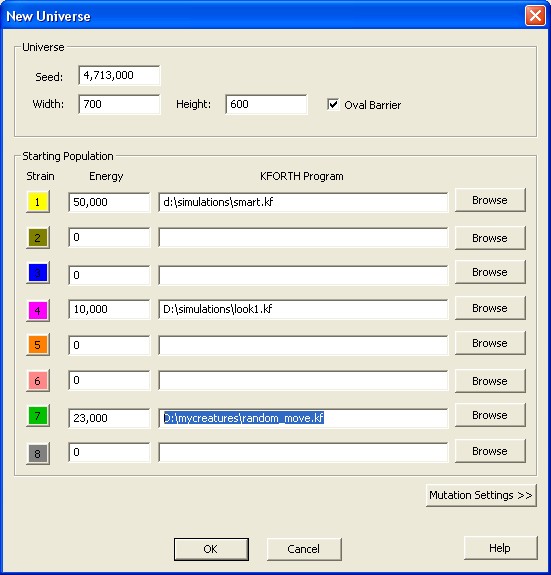 New Universe
Universe
Seed: 4,713,000
Width: 700 Height: 600 Oval Barrier
Starting Population
Strain Energy KFORTH Program
1 50,000 d:\simulations\smart.kf Browse
2 0 Browse
3 0 Browse
4 10,000 D:\simulations\look1.kf Browse
5 0 Browse
6 0 Browse
7 23,000 D:\mycreatures\random_move.kf Browse
8 0 Browse
Mutation Settings >>
OK Cancel Help